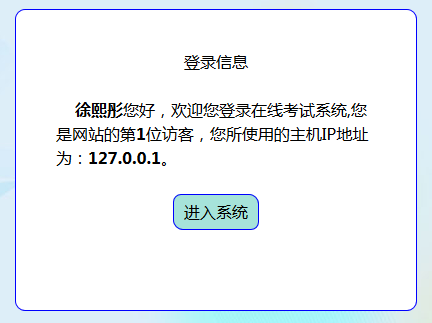 登录信息
徐熙彤您好，欢迎您登录在线考试系统,您
是网站的第1位访客，您所使用的主机IP地址
为：127.0.0.1。
进入系统